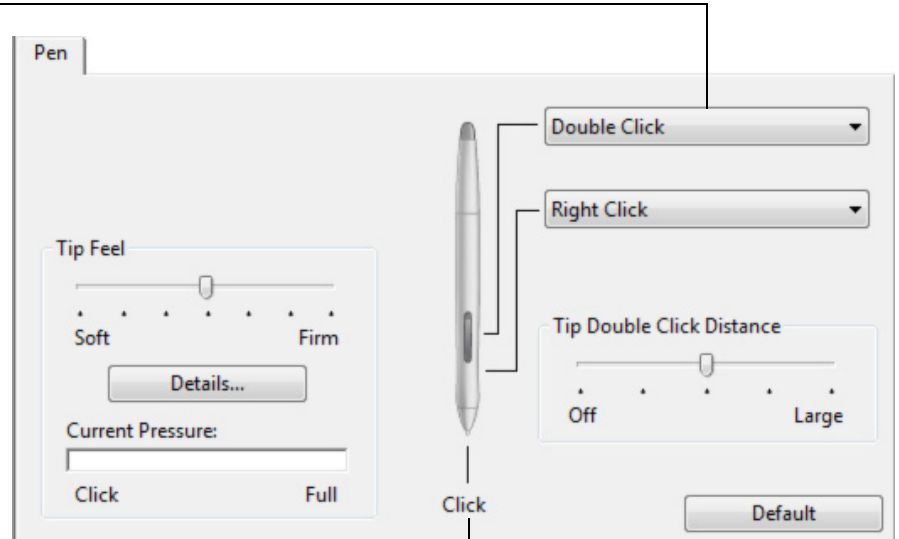 Pen
Double Click
Right Click
Tip Feel
Soft Firm
Details...
Current Pressure:
Click Full
Click
Tip Double Click Distance
Off Large
Default